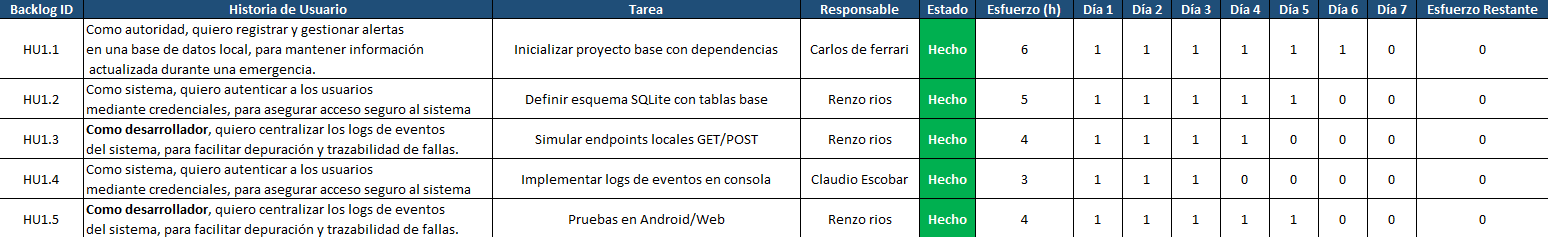 Backlog ID Historia de Usuario Tarea Responsable Estado Esfuerzo (h) Día 1 Día 2 Día 3 Día 4 Día 5 Día 6 Día 7 Esfuerzo Restante
Como autoridad, quiero registrar y gestionar alertas
HU1.1 en una base de datos local, para mantener información Inicializar proyecto base con dependencias Carlos de ferrari Hecho 6 1 1 1 1 1 1 0 0
actualizada durante una emergencia.
Como sistema, quiero autenticar a los usuarios
HU1.2 mediante credenciales, para asegurar acceso seguro al sistema Definir esquema SQLite con tablas base Renzo rios Hecho 5 1 1 1 1 1 0 0 0
Como desarrollador, quiero centralizar los logs de eventos
HU1.3 del sistema, para facilitar depuración y trazabilidad de fallas. Simular endpoints locales GET/POST Renzo rios Hecho 4 1 1 1 1 0 0 0 0
Como sistema, quiero autenticar a los usuarios
HU1.4 mediante credenciales, para asegurar acceso seguro al sistema Implementar logs de eventos en consola Claudio Escobar Hecho 3 1 1 1 0 0 0 0 0
Como desarrollador, quiero centralizar los logs de eventos
HU1.5 del sistema, para facilitar depuración y trazabilidad de fallas. Pruebas en Android/Web Renzo rios Hecho 4 1 1 1 1 1 0 0 0